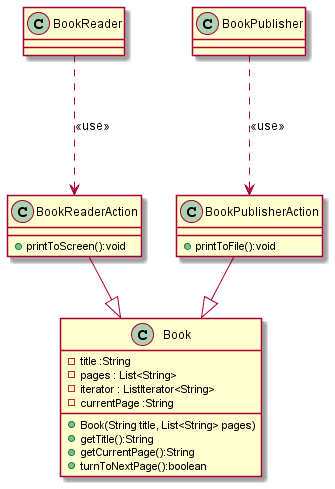 C BookReader
C BookPublisher
«use»
«use»
C BookReaderAction
printToScreen():void
C BookPublisherAction
printToFile():void
C Book
title :String
pages : List<String>
iterator : ListIterator<String>
currentPage :String
Book(String title, List<String> pages)
getTitle():String
getCurrentPage():String
turnToNextPage():boolean